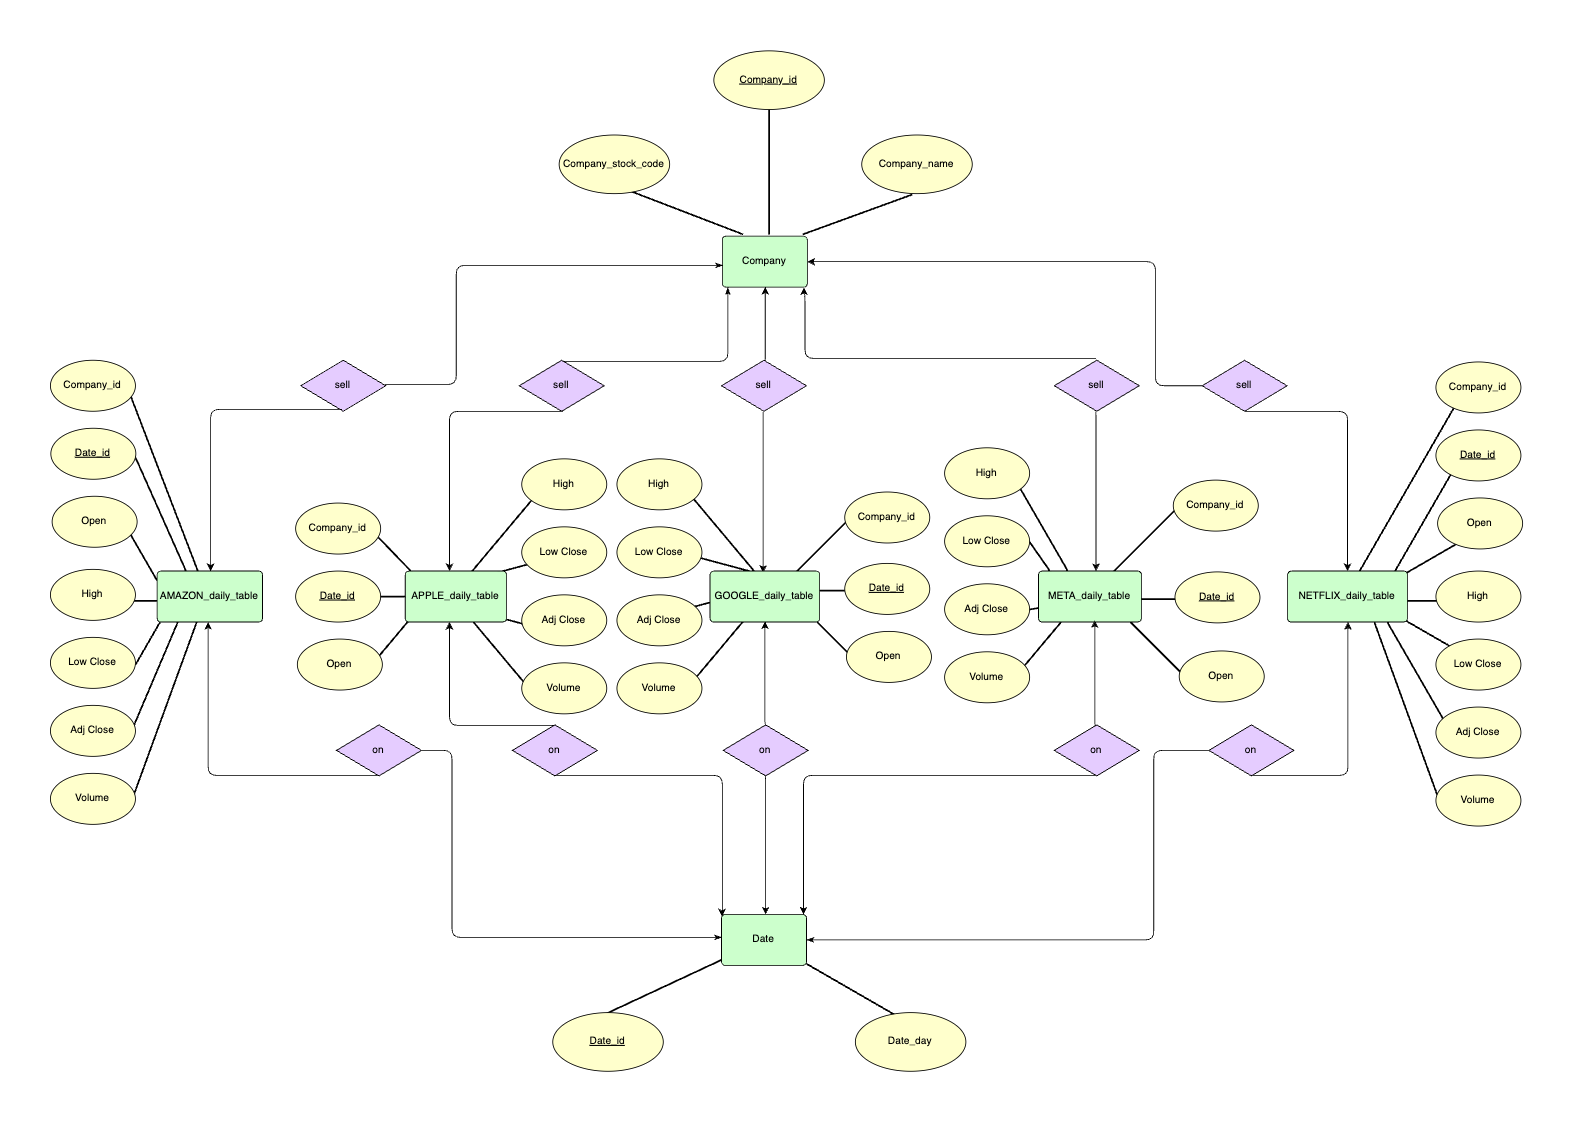 Company_id
Company_stock_code
Company_name
Company
sell
sell
sell
sell
sell
Company_id
Date_id
Open
High
Low Close
Adj Close
Volume
AMAZON_daily_table
Company_id
Date_id
Open
APPLE_daily_table
High
Low Close
Adj Close
Volume
High
Low Close
Adj Close
Volume
GOOGLE_daily_table
Company_id
Date_id
Open
High
Low Close
Adj Close
Volume
META_daily_table
Company_id
Date_id
Open
NETFLIX_daily_table
Company_id
Date_id
Open
High
Low Close
Adj Close
Volume
on
on
on
on
on
Date
Date_id
Date_day